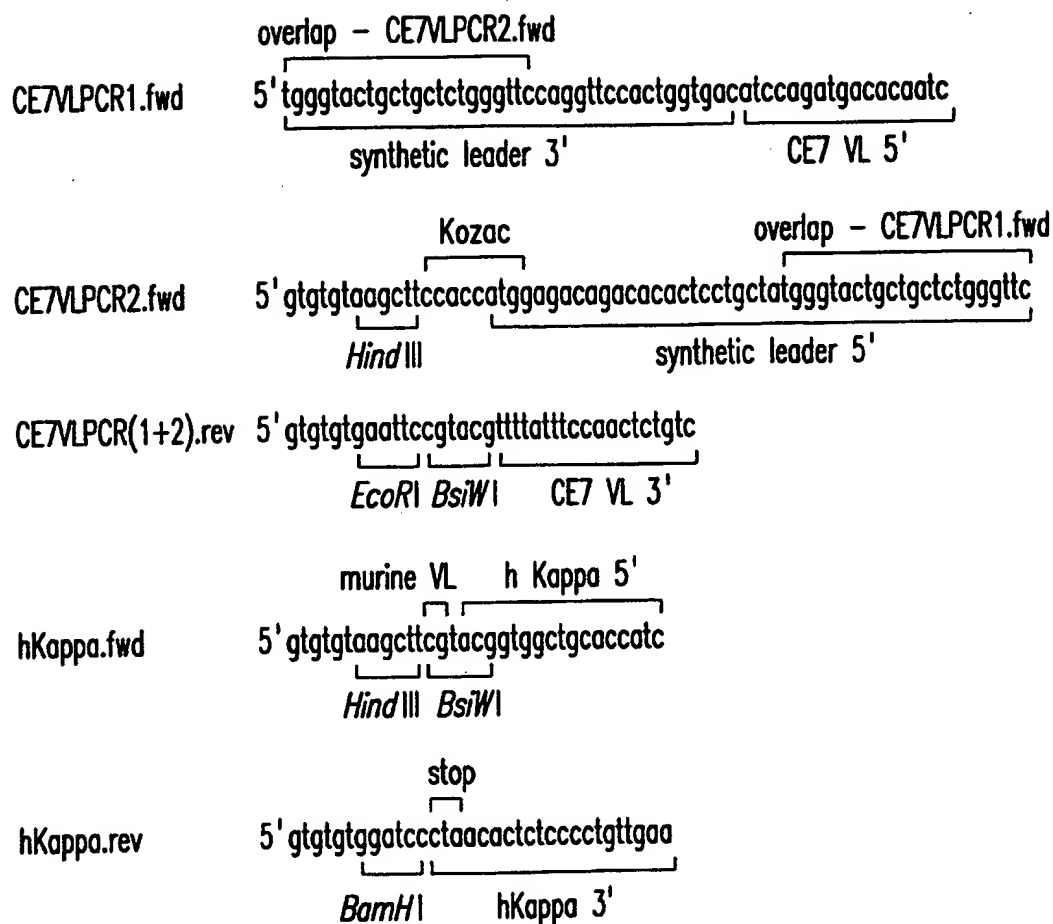 overlap – CE7VLPCR2.fwd
CE7VLPCR1.fwd 5'tgggtactgctgctctgggttccaggttccactggtgacatccagatgacacaatc
synthetic leader 3' CE7 VL 5'
Kozac overlap – CE7VLPCR1.fwd
CE7VLPCR2.fwd 5'gtgtgtaagcttccaccatggagacagacacactcctgctatgggtactgctgctctgggttc
HindIII synthetic leader 5'
CE7VLPCR(1+2).rev 5'gtgtgtgaattccgtacgttttatttccaactctgtc
EcoRI BsiWI CE7 VL 3'
murine VL h Kappa 5'
hKappa.fwd 5'gtgtgtaagcttcgtacggtggctgcaccatc
HindIII BsiWI
stop
hKappa.rev 5'gtgtgtggatccctaacactctcccctgttgaa
BamHI hKappa 3'